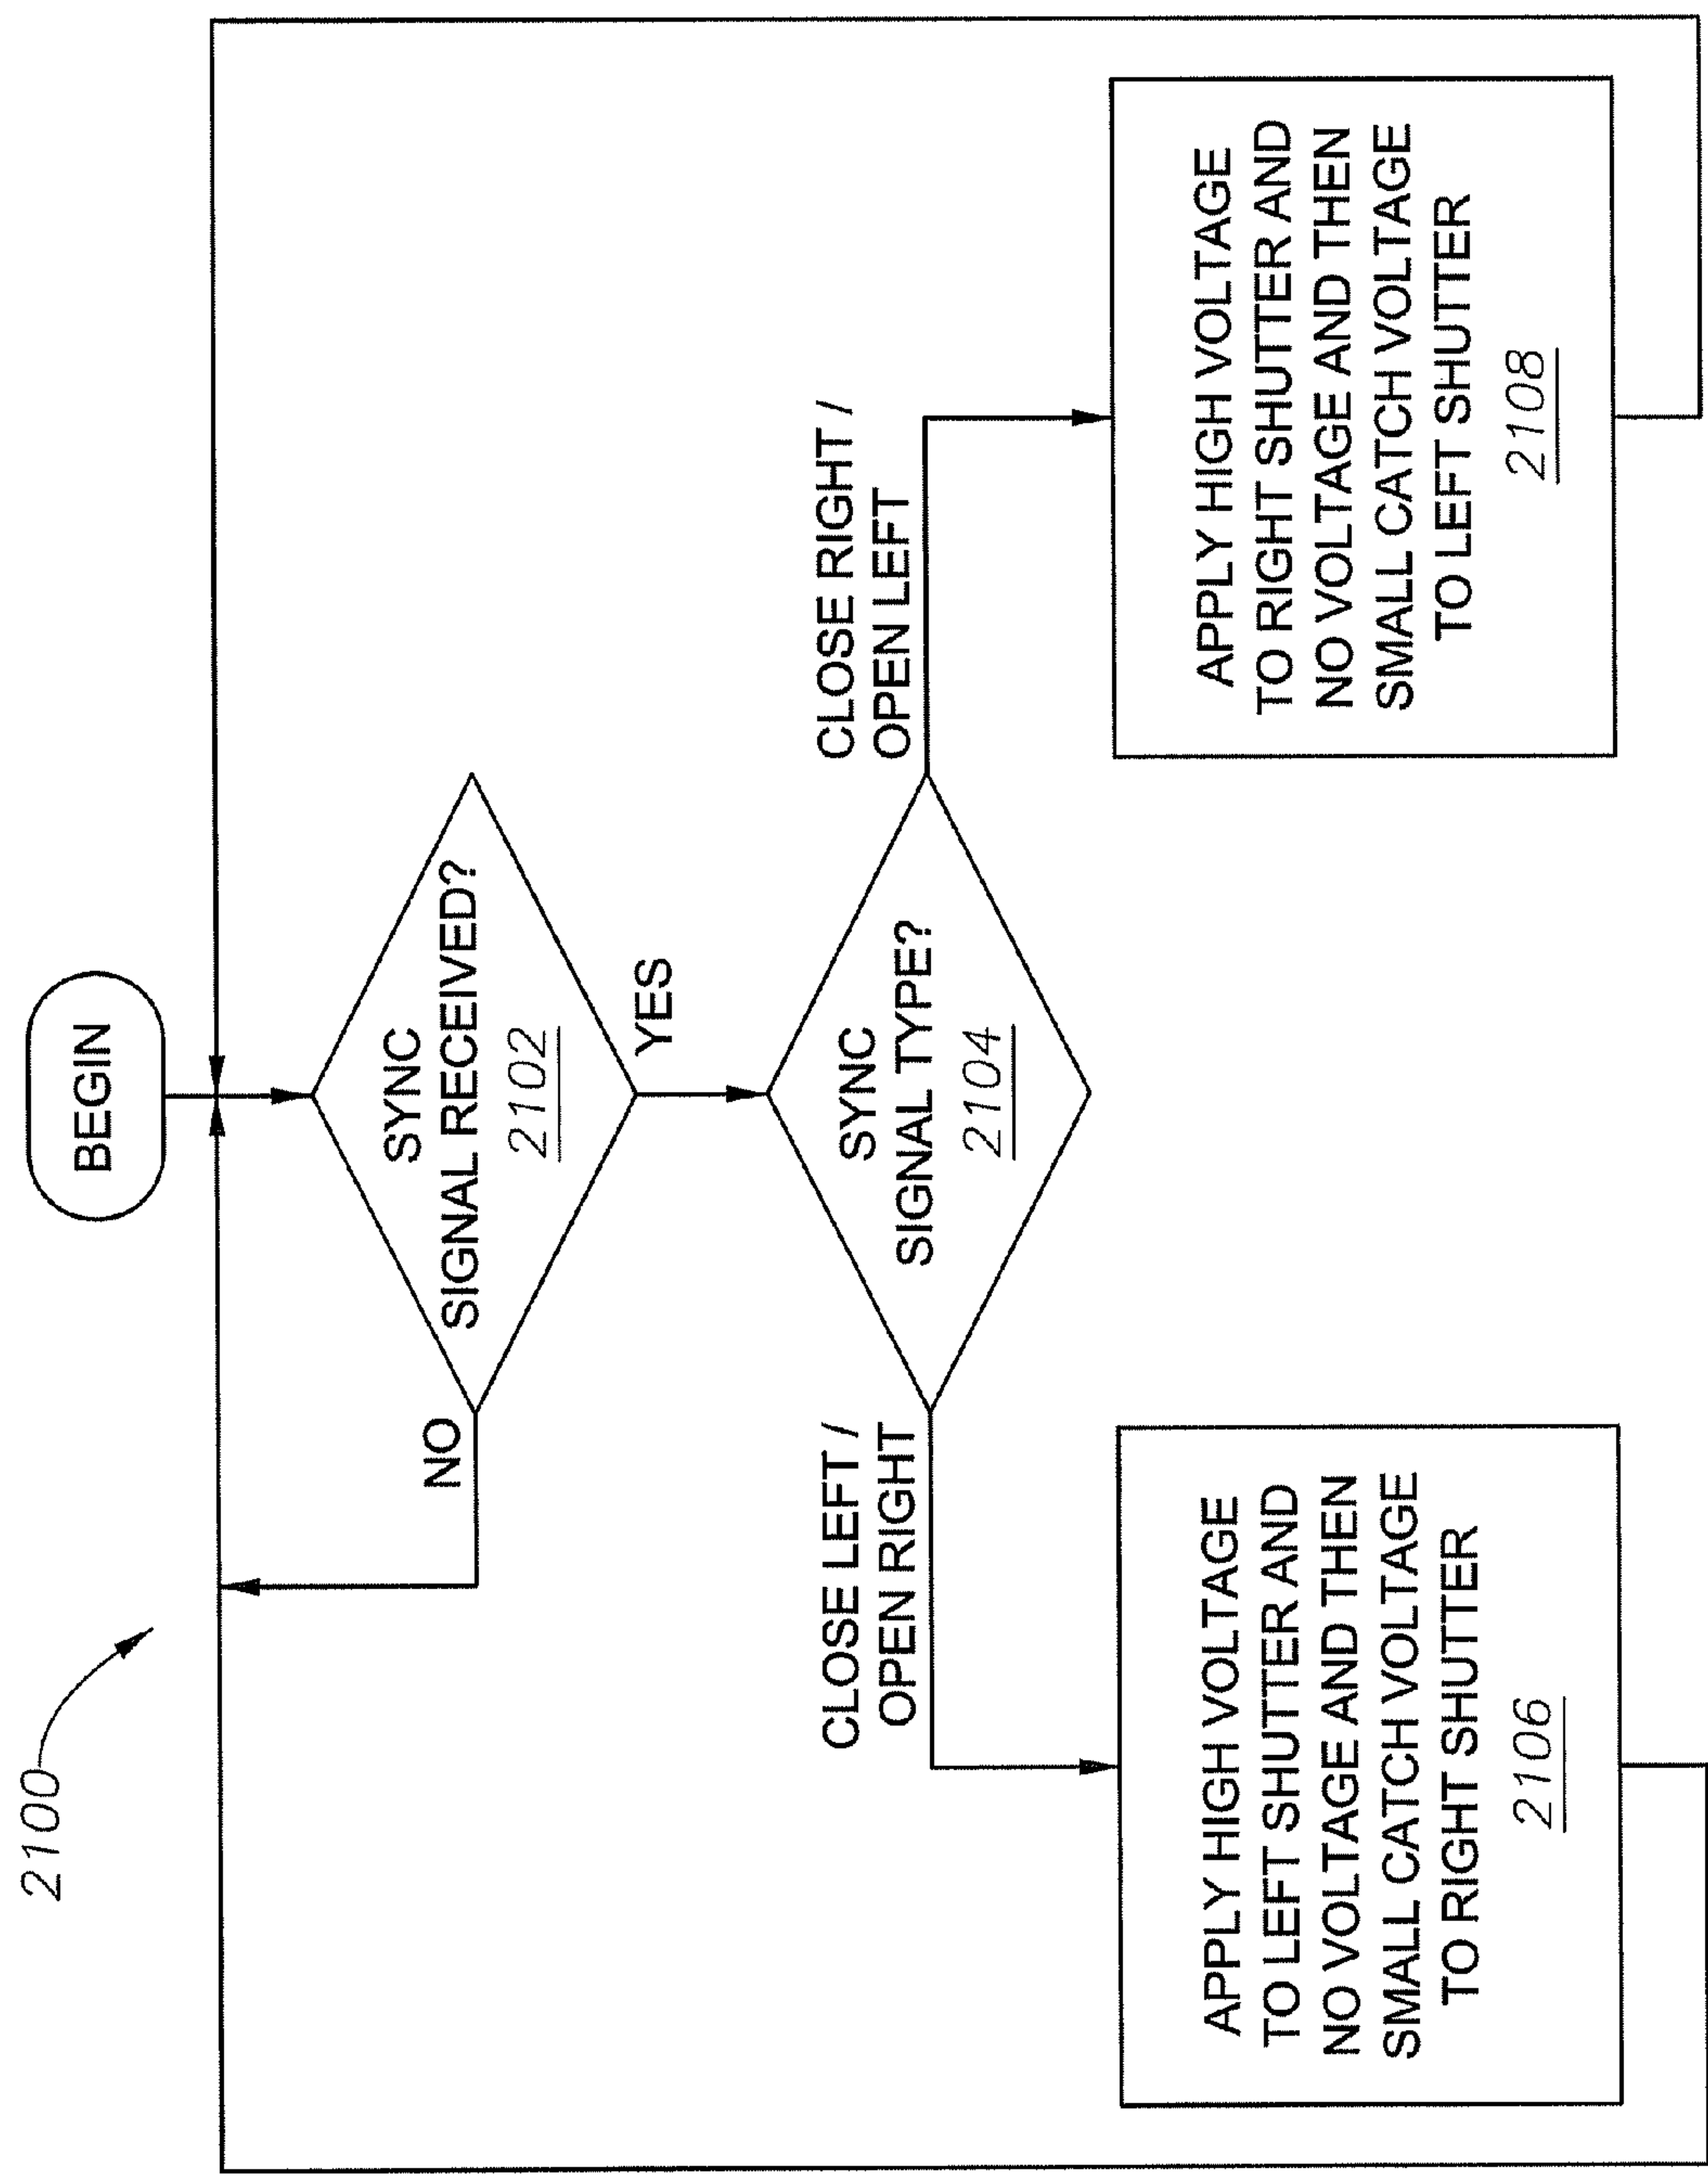 2100
BEGIN
SYNC
SIGNAL RECEIVED?
2102
NO
YES
SYNC
SIGNAL TYPE?
2104
CLOSE LEFT /
OPEN RIGHT
CLOSE RIGHT /
OPEN LEFT
APPLY HIGH VOLTAGE
TO LEFT SHUTTER AND
NO VOLTAGE AND THEN
SMALL CATCH VOLTAGE
TO RIGHT SHUTTER
2106
APPLY HIGH VOLTAGE
TO RIGHT SHUTTER AND
NO VOLTAGE AND THEN
SMALL CATCH VOLTAGE
TO LEFT SHUTTER
2108